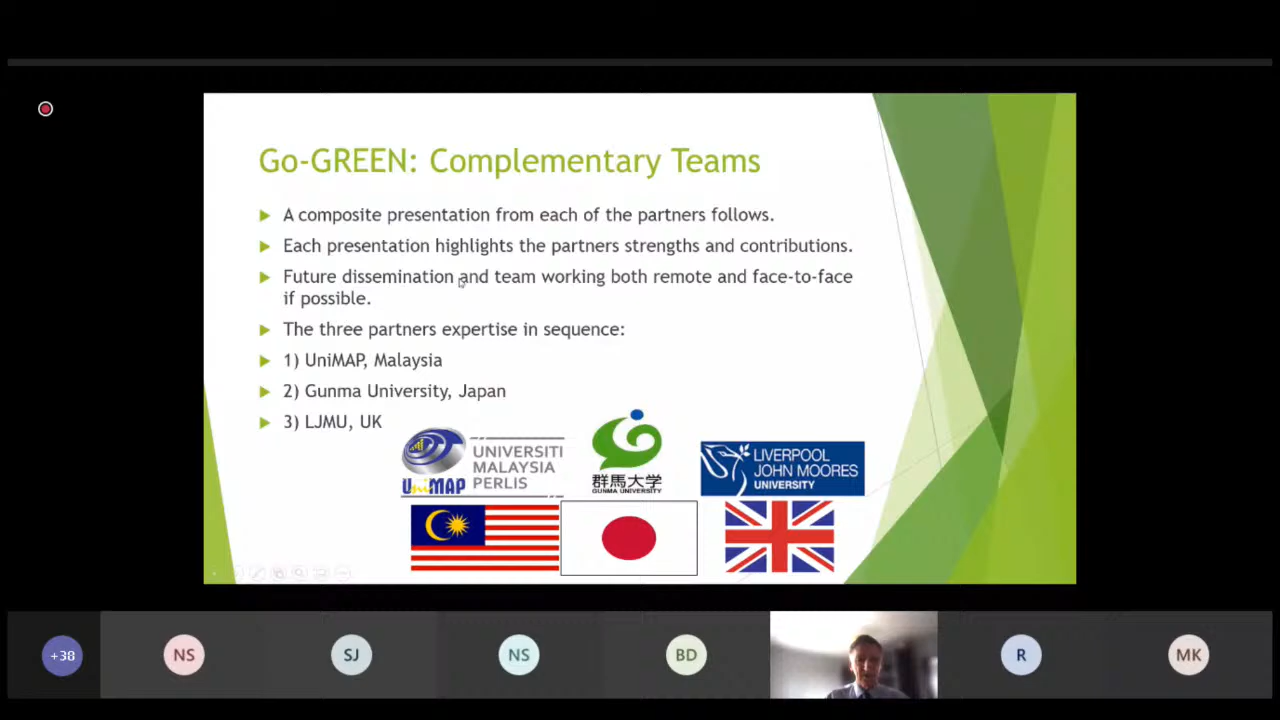 Go-GREEN: Complementary Teams
A composite presentation from each of the partners follows.
Each presentation highlights the partners strengths and contributions.
Future dissemination and team working both remote and face-to-face
if possible.
The three partners expertise in sequence:
1) UniMAP, Malaysia
2) Gunma University, Japan
3) LJMU, UK
UNIVERSITI
MALAYSIA
PERLIS
UniMAP
群馬大学
GUNMA UNIVERSITY
LIVERPOOL
JOHN MOORES
UNIVERSITY
+38
NS
SJ
NS
BD
R
MK